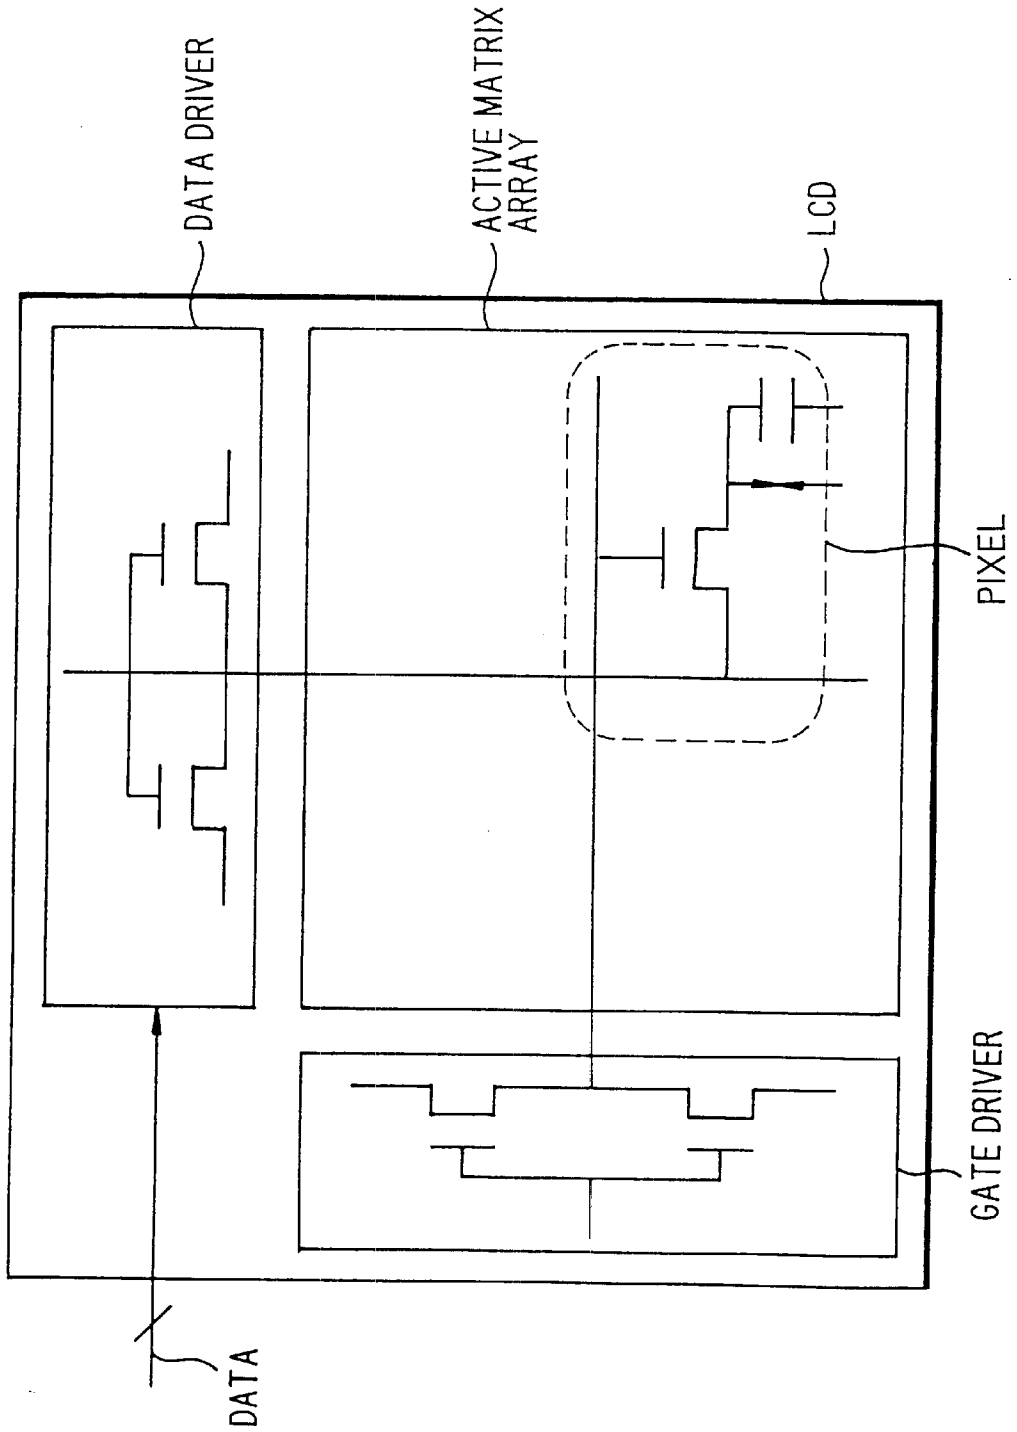 DATA DRIVER
ACTIVE MATRIX
ARRAY
LCD
PIXEL
GATE DRIVER
DATA